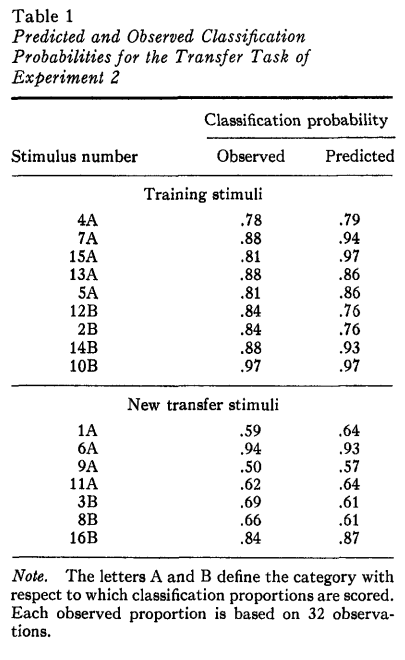 Table 1
Predicted and Observed Classification
Probabilities for the Transfer Task of
Experiment 2
Classification probability
Stimulus number Observed Predicted
Training stimuli
4A .78 .79
7A .88 .94
15A .81 .97
13A .88 .86
5A .81 .86
12B .84 .76
2B .84 .76
14B .88 .93
10B .97 .97
New transfer stimuli
1A .59 .64
6A .94 .93
9A .50 .57
11A .62 .64
3B .69 .61
8B .66 .61
16B .84 .87
Note. The letters A and B define the category with
respect to which classification proportions are scored.
Each observed proportion is based on 32 observa-
tions.